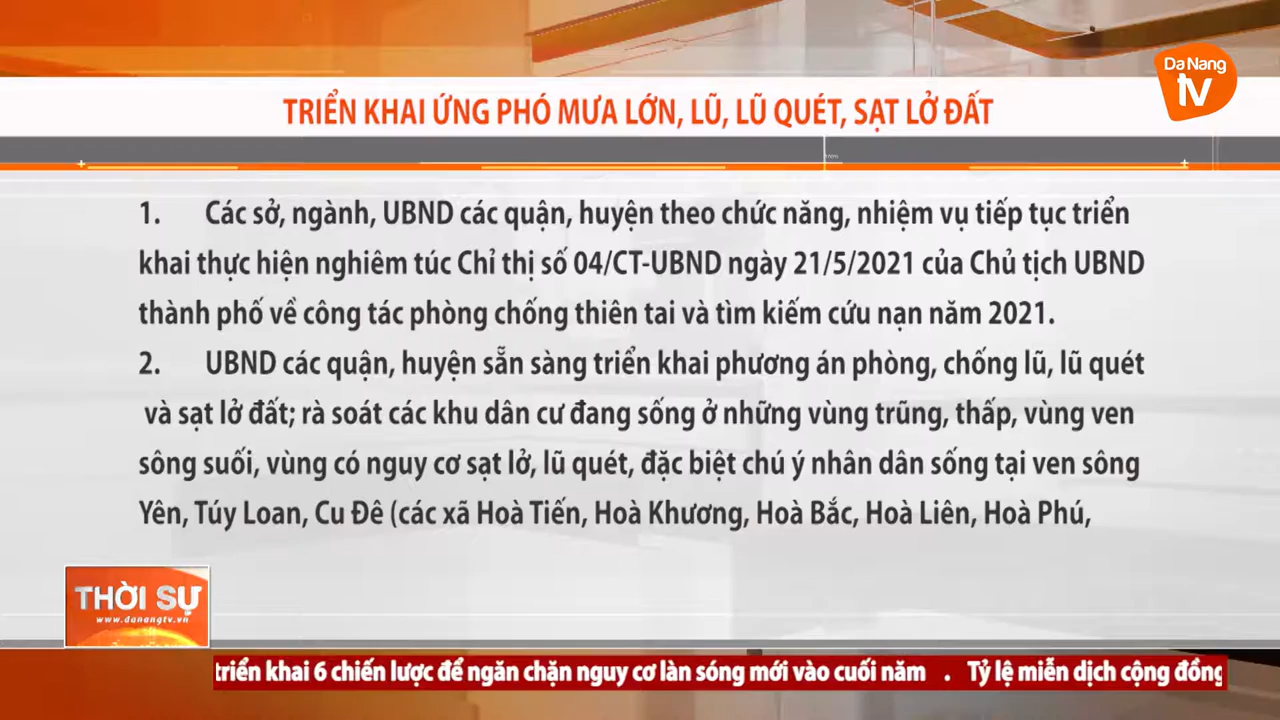 Da Nang
tv
TRIỂN KHAI ỨNG PHÓ MƯA LỚN, LŨ, LŨ QUÉT, SẠT LỞ ĐẤT
100%
1. Các sở, ngành, UBND các quận, huyện theo chức năng, nhiệm vụ tiếp tục triển
khai thực hiện nghiêm túc Chỉ thị số 04/CT-UBND ngày 21/5/2021 của Chủ tịch UBND
thành phố về công tác phòng chống thiên tai và tìm kiếm cứu nạn năm 2021.
2. UBND các quận, huyện sẵn sàng triển khai phương án phòng, chống lũ, lũ quét
và sạt lở đất; rà soát các khu dân cư đang sống ở những vùng trũng, thấp, vùng ven
sông suối, vùng có nguy cơ sạt lở, lũ quét, đặc biệt chú ý nhân dân sống tại ven sông
Yên, Túy Loan, Cu Đê (các xã Hoà Tiến, Hoà Khương, Hoà Bắc, Hoà Liên, Hoà Phú,
THỜI SỰ
www.danangtv.vn
triển khai 6 chiến lược để ngăn chặn nguy cơ làn sóng mới vào cuối năm . Tỷ lệ miễn dịch cộng đồng